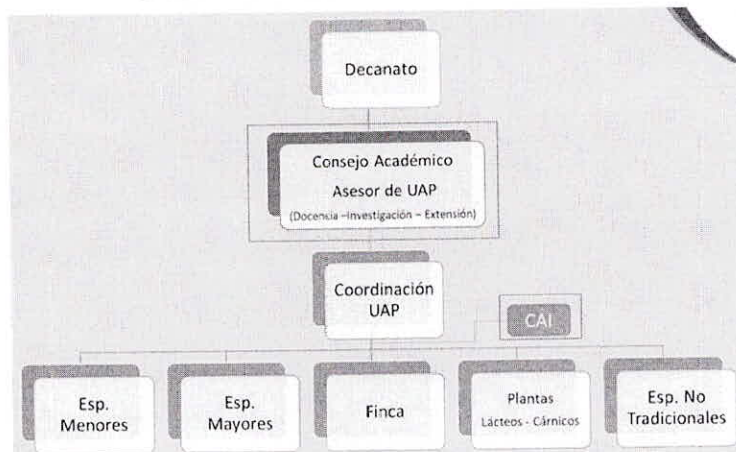 Decanato
Consejo Académico
Asesor de UAP
(Docencia –Investigación – Extensión)
Coordinación
UAP
CAI
Esp.
Menores
Esp.
Mayores
Finca
Plantas
Lácteos - Cárnicos
Esp. No
Tradicionales